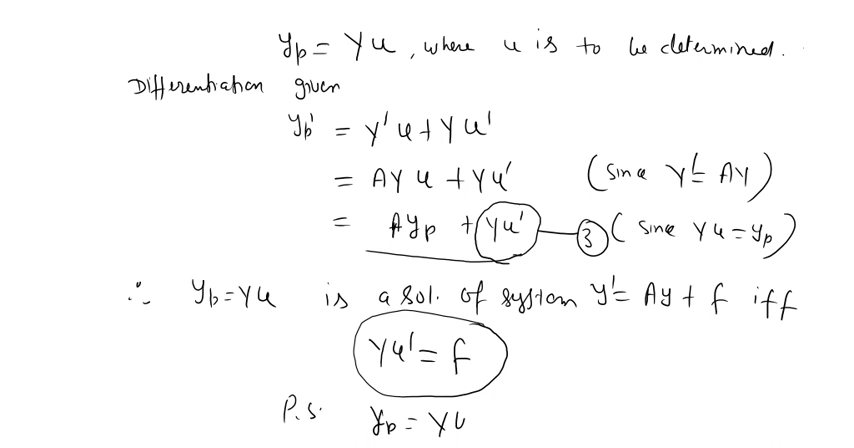 yp = Yu, where u is to be determined.
Differentiation given
yp' = Y'u + Yu'
= AYu + Yu' (since Y' = AY)
= Ayp + Yu' — ③ (since Yu = yp)
∴ yp = Yu is a sol. of system y' = Ay + f iff
Yu' = f
P.S. yp = Yu